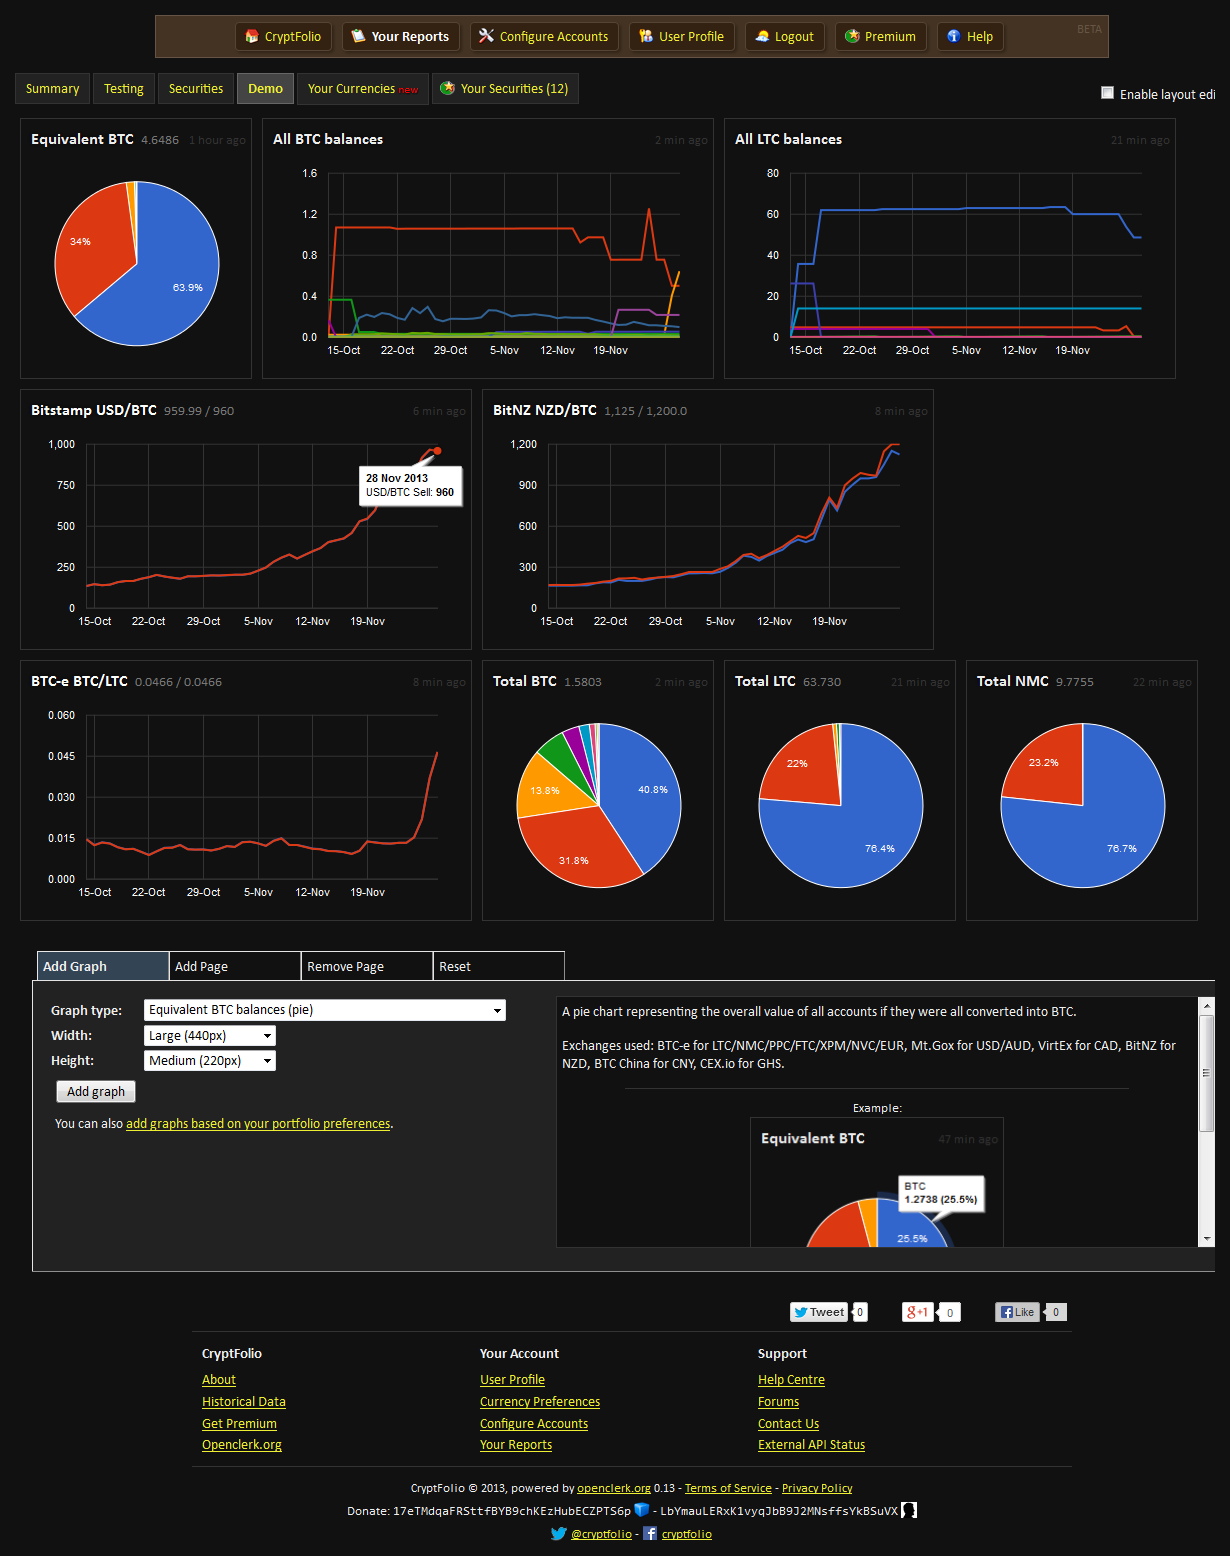 CryptFolio Your Reports Configure Accounts User Profile Logout Premium Help BETA
Summary Testing Securities Demo Your Currencies new Your Securities (12)
Enable layout edi
Equivalent BTC 4.6486 1 hour ago
34%
63.9%
All BTC balances 2 min ago
1.6
1.2
0.8
0.4
0.0
15-Oct 22-Oct 29-Oct 5-Nov 12-Nov 19-Nov
All LTC balances 21 min ago
80
60
40
20
0
15-Oct 22-Oct 29-Oct 5-Nov 12-Nov 19-Nov
Bitstamp USD/BTC 959.99 / 960 6 min ago
1,000
750
500
250
0
28 Nov 2013
USD/BTC Sell: 960
15-Oct 22-Oct 29-Oct 5-Nov 12-Nov 19-Nov
BitNZ NZD/BTC 1,125 / 1,200.0 8 min ago
1,200
900
600
300
0
15-Oct 22-Oct 29-Oct 5-Nov 12-Nov 19-Nov
BTC-e BTC/LTC 0.0466 / 0.0466 8 min ago
0.060
0.045
0.030
0.015
0.000
15-Oct 22-Oct 29-Oct 5-Nov 12-Nov 19-Nov
Total BTC 1.5803 2 min ago
13.8%
40.8%
31.8%
Total LTC 63.730 21 min ago
22%
76.4%
Total NMC 9.7755 22 min ago
23.2%
76.7%
Add Graph Add Page Remove Page Reset
Graph type: Equivalent BTC balances (pie)
Width: Large (440px)
Height: Medium (220px)
Add graph
You can also add graphs based on your portfolio preferences.
A pie chart representing the overall value of all accounts if they were all converted into BTC.
Exchanges used: BTC-e for LTC/NMC/PPC/FTC/XPM/NVC/EUR, Mt.Gox for USD/AUD, VirtEx for CAD, BitNZ for
NZD, BTC China for CNY, CEX.io for GHS.
Example:
Equivalent BTC 47 min ago
BTC
1.2738 (25.5%)
25.5%
Tweet 0 g+1 0 Like 0
CryptFolio
About
Historical Data
Get Premium
Openclerk.org
Your Account
User Profile
Currency Preferences
Configure Accounts
Your Reports
Support
Help Centre
Forums
Contact Us
External API Status
CryptFolio © 2013, powered by openclerk.org 0.13 - Terms of Service - Privacy Policy
Donate: 17eTMdqaFRSttfBYB9chKEzHubECZPTS6p - LbYmauLERxK1vyqJbB9J2MNsffsYkBSuVX
@cryptfolio - cryptfolio